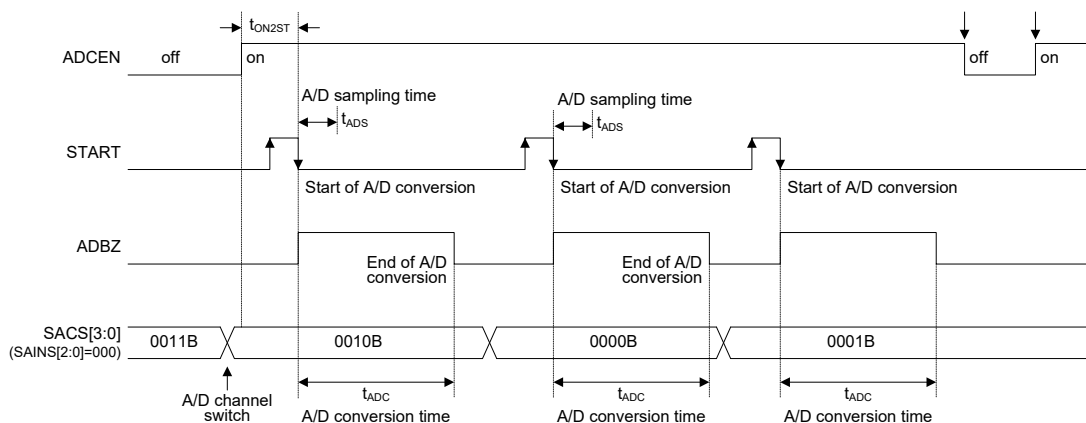 tON2ST
ADCEN
off
on
off
on
A/D sampling time
tADS
A/D sampling time
tADS
START
Start of A/D conversion
Start of A/D conversion
Start of A/D conversion
ADBZ
End of A/D
conversion
End of A/D
conversion
SACS[3:0]
(SAINS[2:0]=000)
0011B
0010B
0000B
0001B
A/D channel
switch
tADC
A/D conversion time
tADC
A/D conversion time
tADC
A/D conversion time